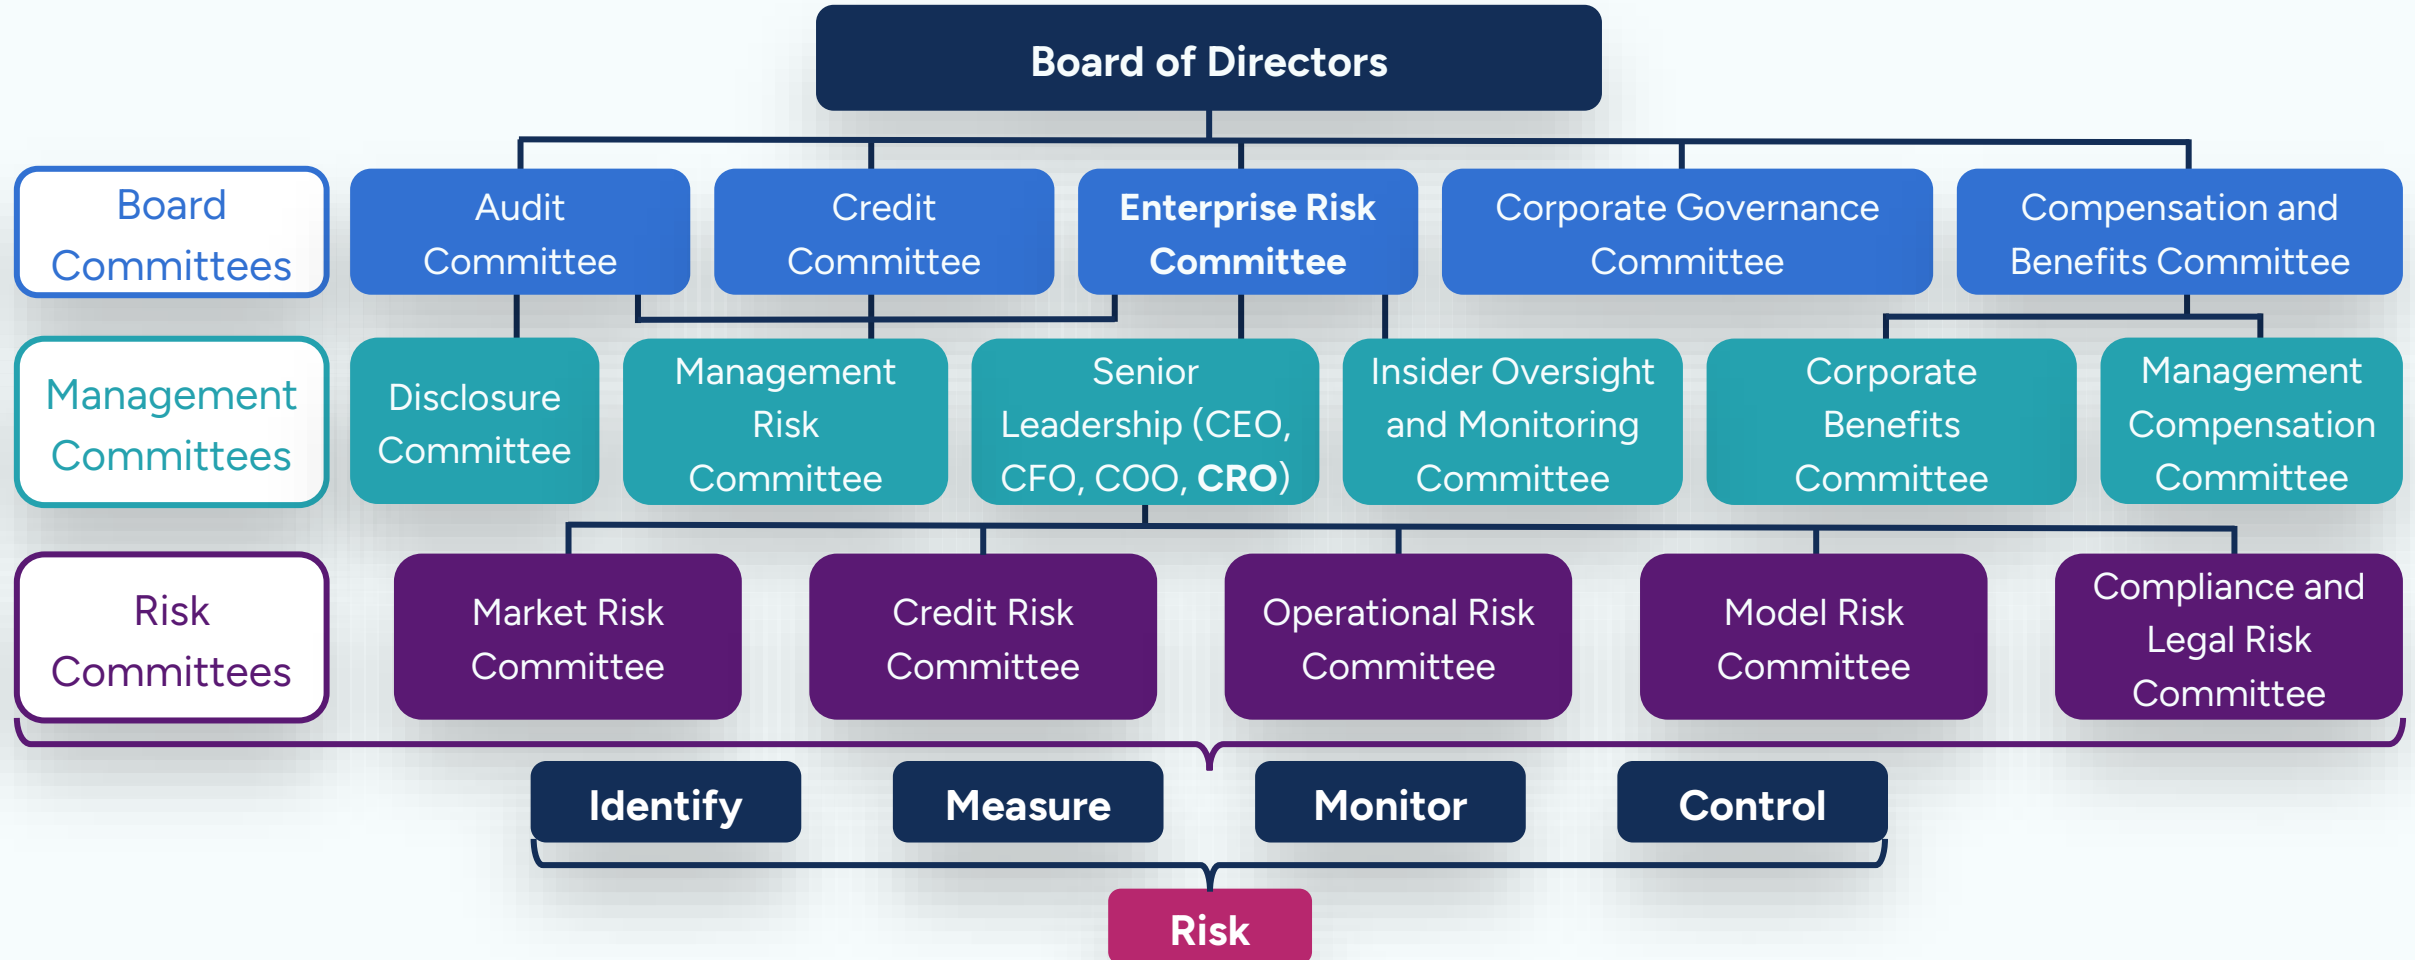 Board of Directors
Board
Committees
Audit
Committee
Credit
Committee
Enterprise Risk
Committee
Corporate Governance
Committee
Compensation and
Benefits Committee
Management
Committees
Disclosure
Committee
Management
Risk
Committee
Senior
Leadership (CEO,
CFO, COO, CRO)
Insider Oversight
and Monitoring
Committee
Corporate
Benefits
Committee
Management
Compensation
Committee
Risk
Committees
Market Risk
Committee
Credit Risk
Committee
Operational Risk
Committee
Model Risk
Committee
Compliance and
Legal Risk
Committee
Identify
Measure
Monitor
Control
Risk